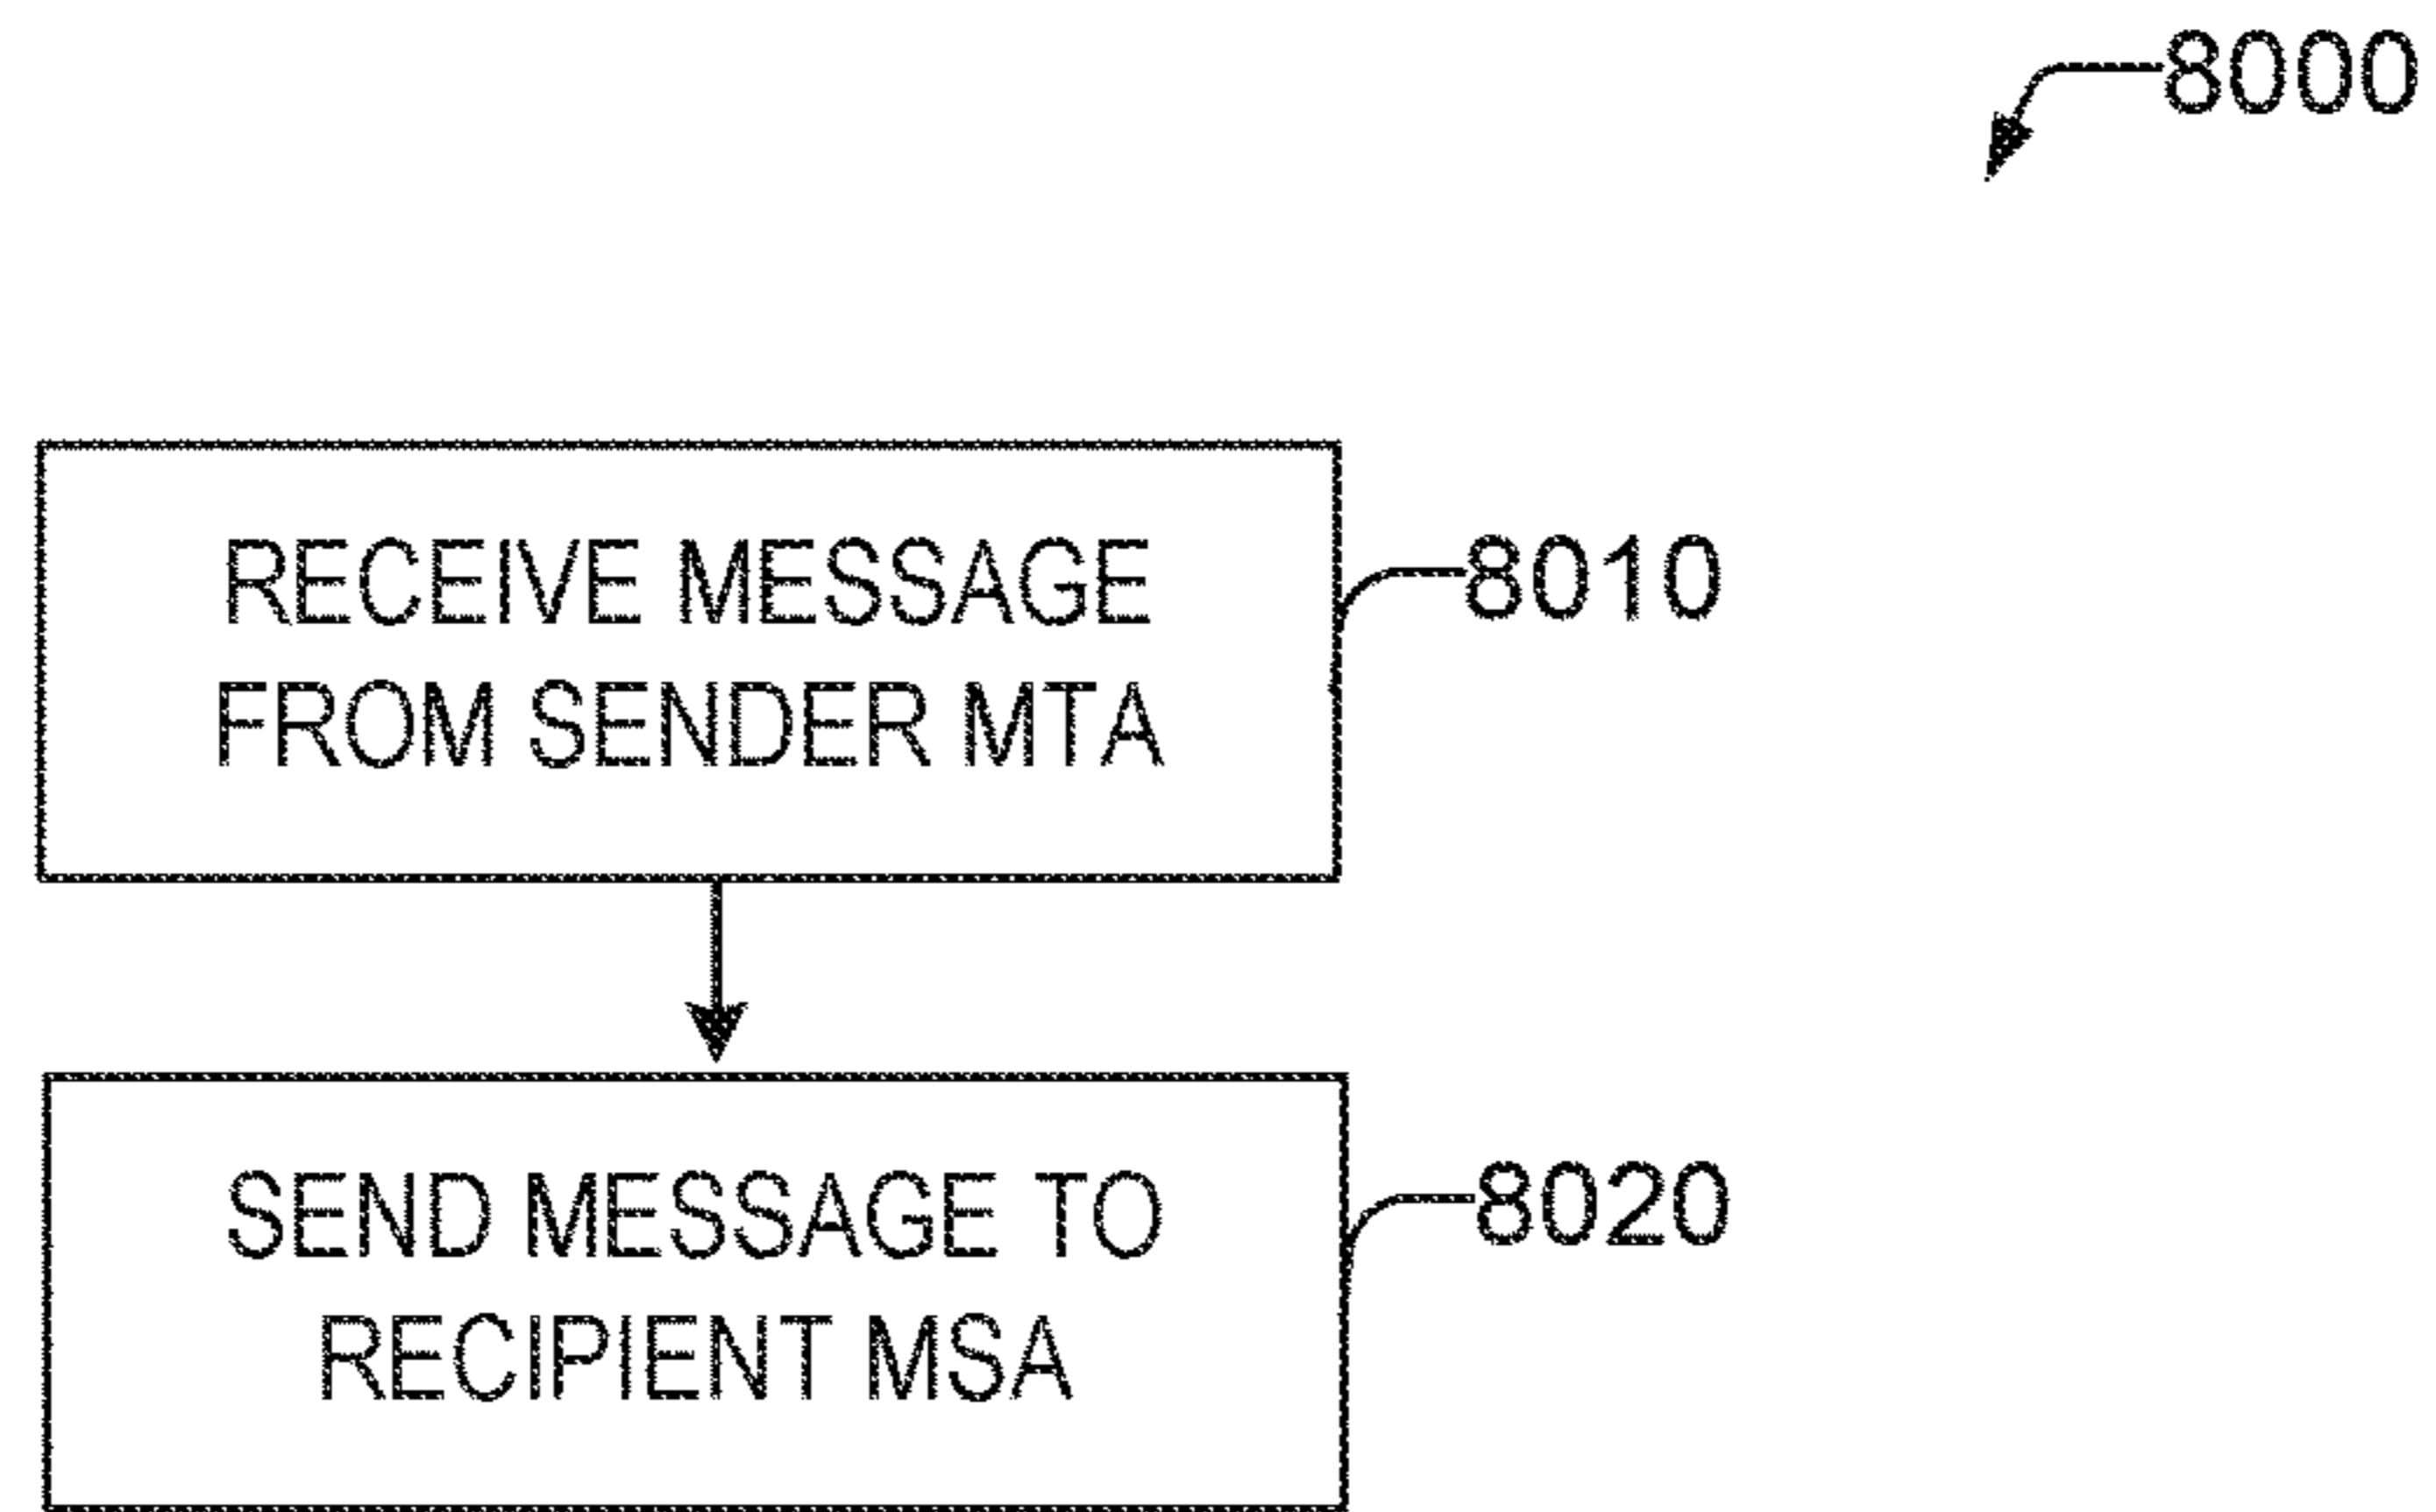 8000
RECEIVE MESSAGE
FROM SENDER MTA
8010
SEND MESSAGE TO
RECIPIENT MSA
8020